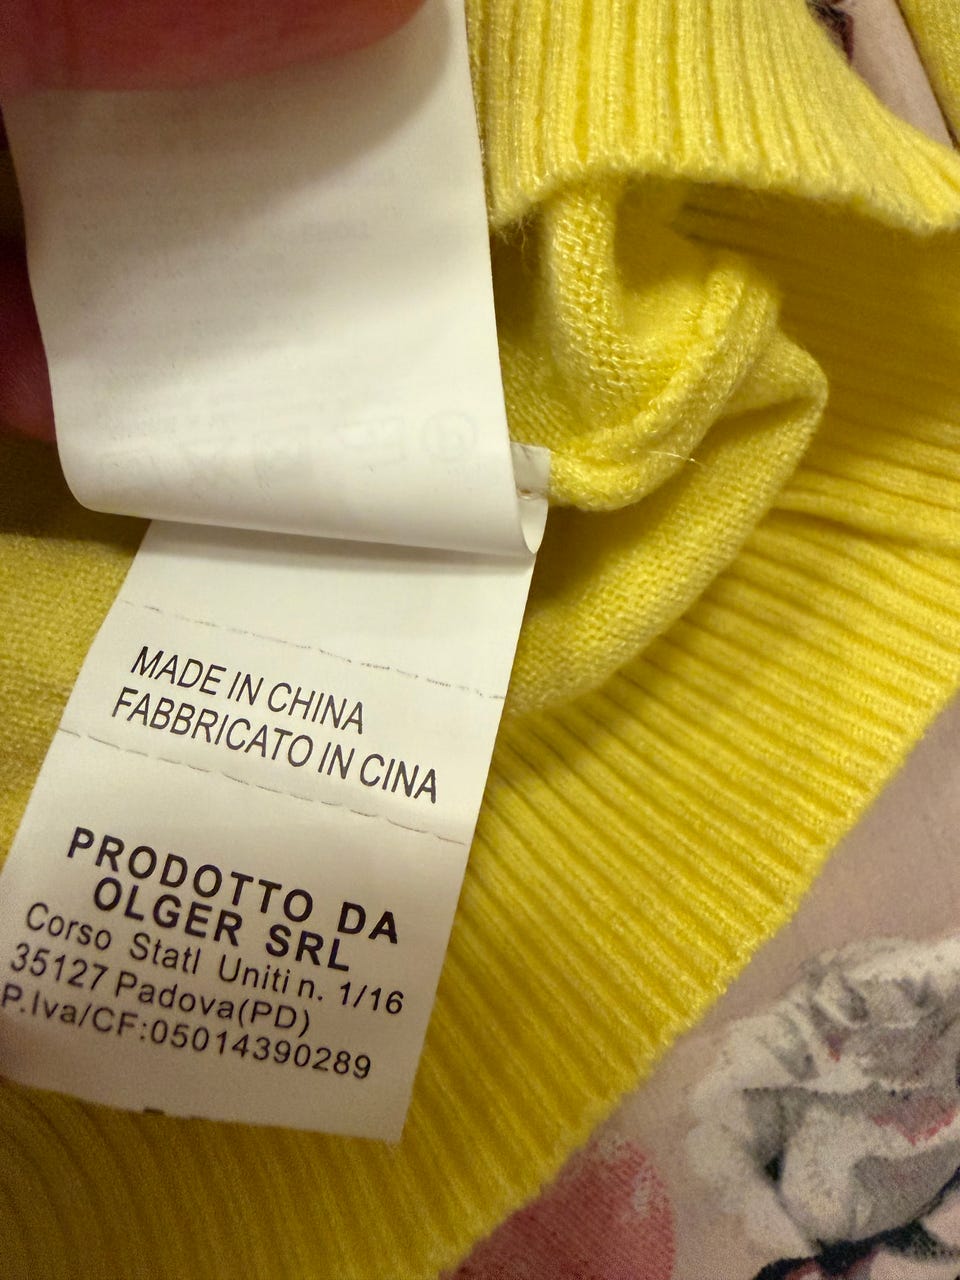 MADE IN CHINA
FABBRICATO IN CINA
PRODOTTO DA
OLGER SRL
Corso Statl Uniti n. 1/16
35127 Padova(PD)
P.Iva/CF:05014390289